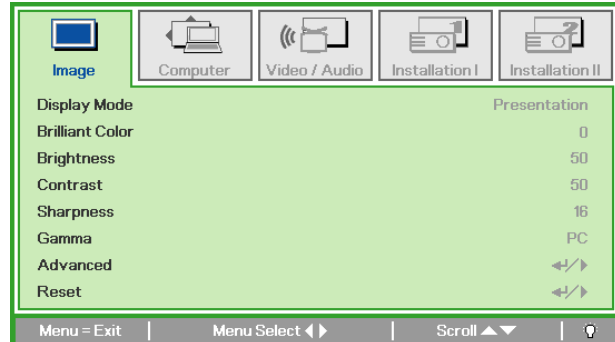 Image Computer Video / Audio Installation I Installation II
Display Mode Presentation
Brilliant Color 0
Brightness 50
Contrast 50
Sharpness 16
Gamma PC
Advanced
Reset
Menu = Exit Menu Select Scroll